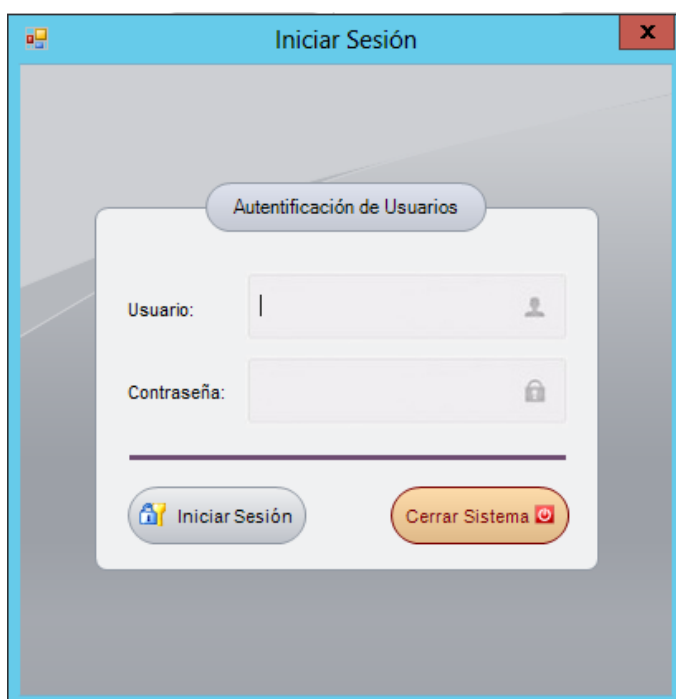 Iniciar Sesión
x
Autentificación de Usuarios
Usuario:
Contraseña:
Iniciar Sesión
Cerrar Sistema